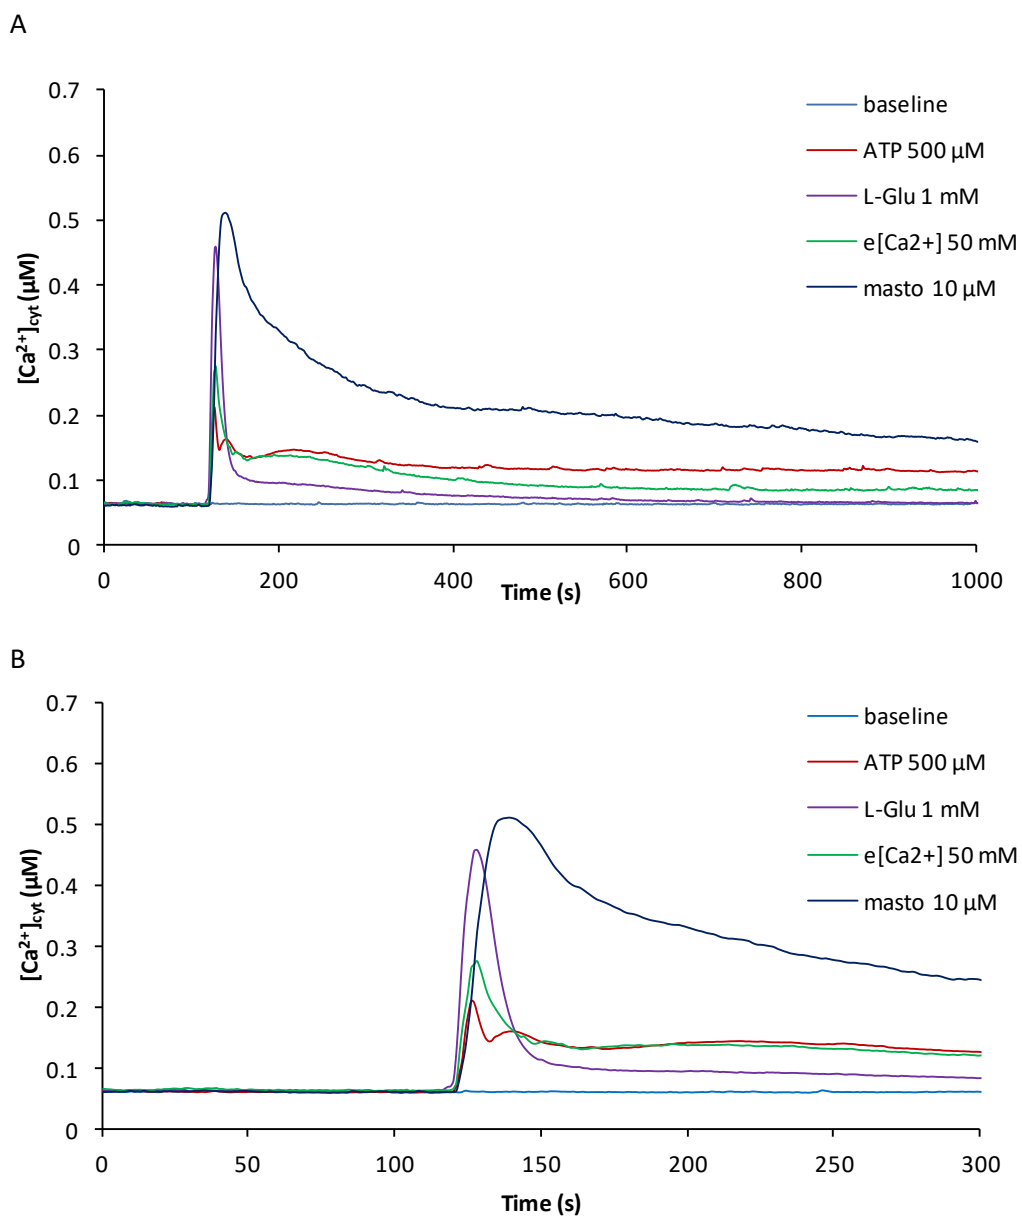 A
[Ca²⁺]cyt (µM)
0.7
0.6
0.5
0.4
0.3
0.2
0.1
0
0 200 400 600 800 1000
Time (s)
baseline
ATP 500 µM
L-Glu 1 mM
e[Ca2+] 50 mM
masto 10 µM
B
[Ca²⁺]cyt (µM)
0.7
0.6
0.5
0.4
0.3
0.2
0.1
0
0 50 100 150 200 250 300
Time (s)
baseline
ATP 500 µM
L-Glu 1 mM
e[Ca2+] 50 mM
masto 10 µM